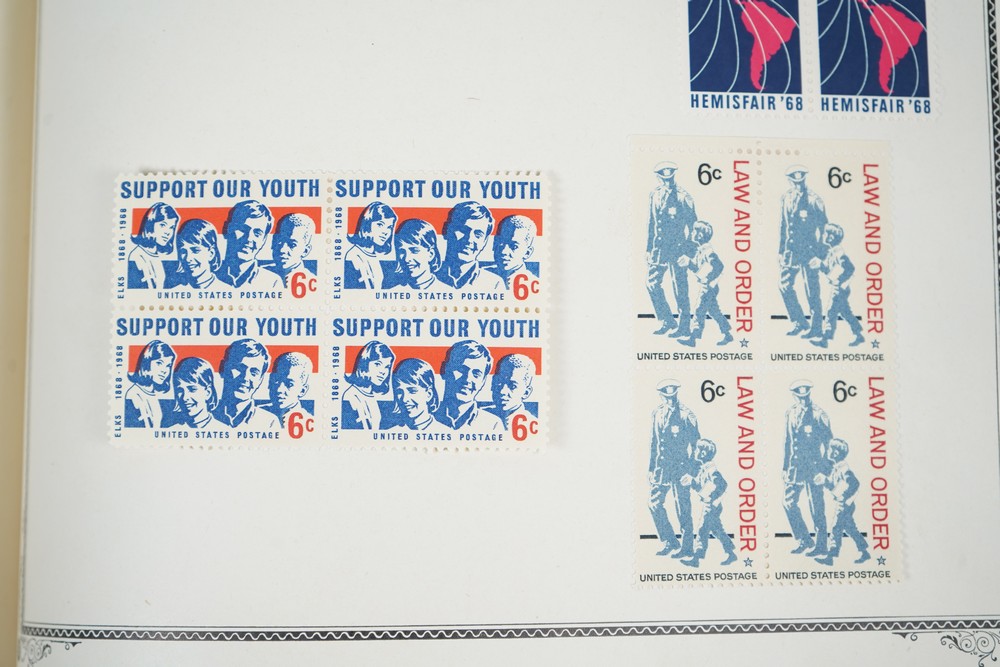 HEMISFAIR '68
HEMISFAIR '68
SUPPORT OUR YOUTH
ELKS 1868·1968
UNITED STATES POSTAGE
6c
SUPPORT OUR YOUTH
ELKS 1868·1968
UNITED STATES POSTAGE
6c
SUPPORT OUR YOUTH
ELKS 1868·1968
UNITED STATES POSTAGE
6c
SUPPORT OUR YOUTH
ELKS 1868·1968
UNITED STATES POSTAGE
6c
6c
LAW AND ORDER
UNITED STATES POSTAGE
6c
LAW AND ORDER
UNITED STATES POSTAGE
6c
LAW AND ORDER
UNITED STATES POSTAGE
6c
LAW AND ORDER
UNITED STATES POSTAGE